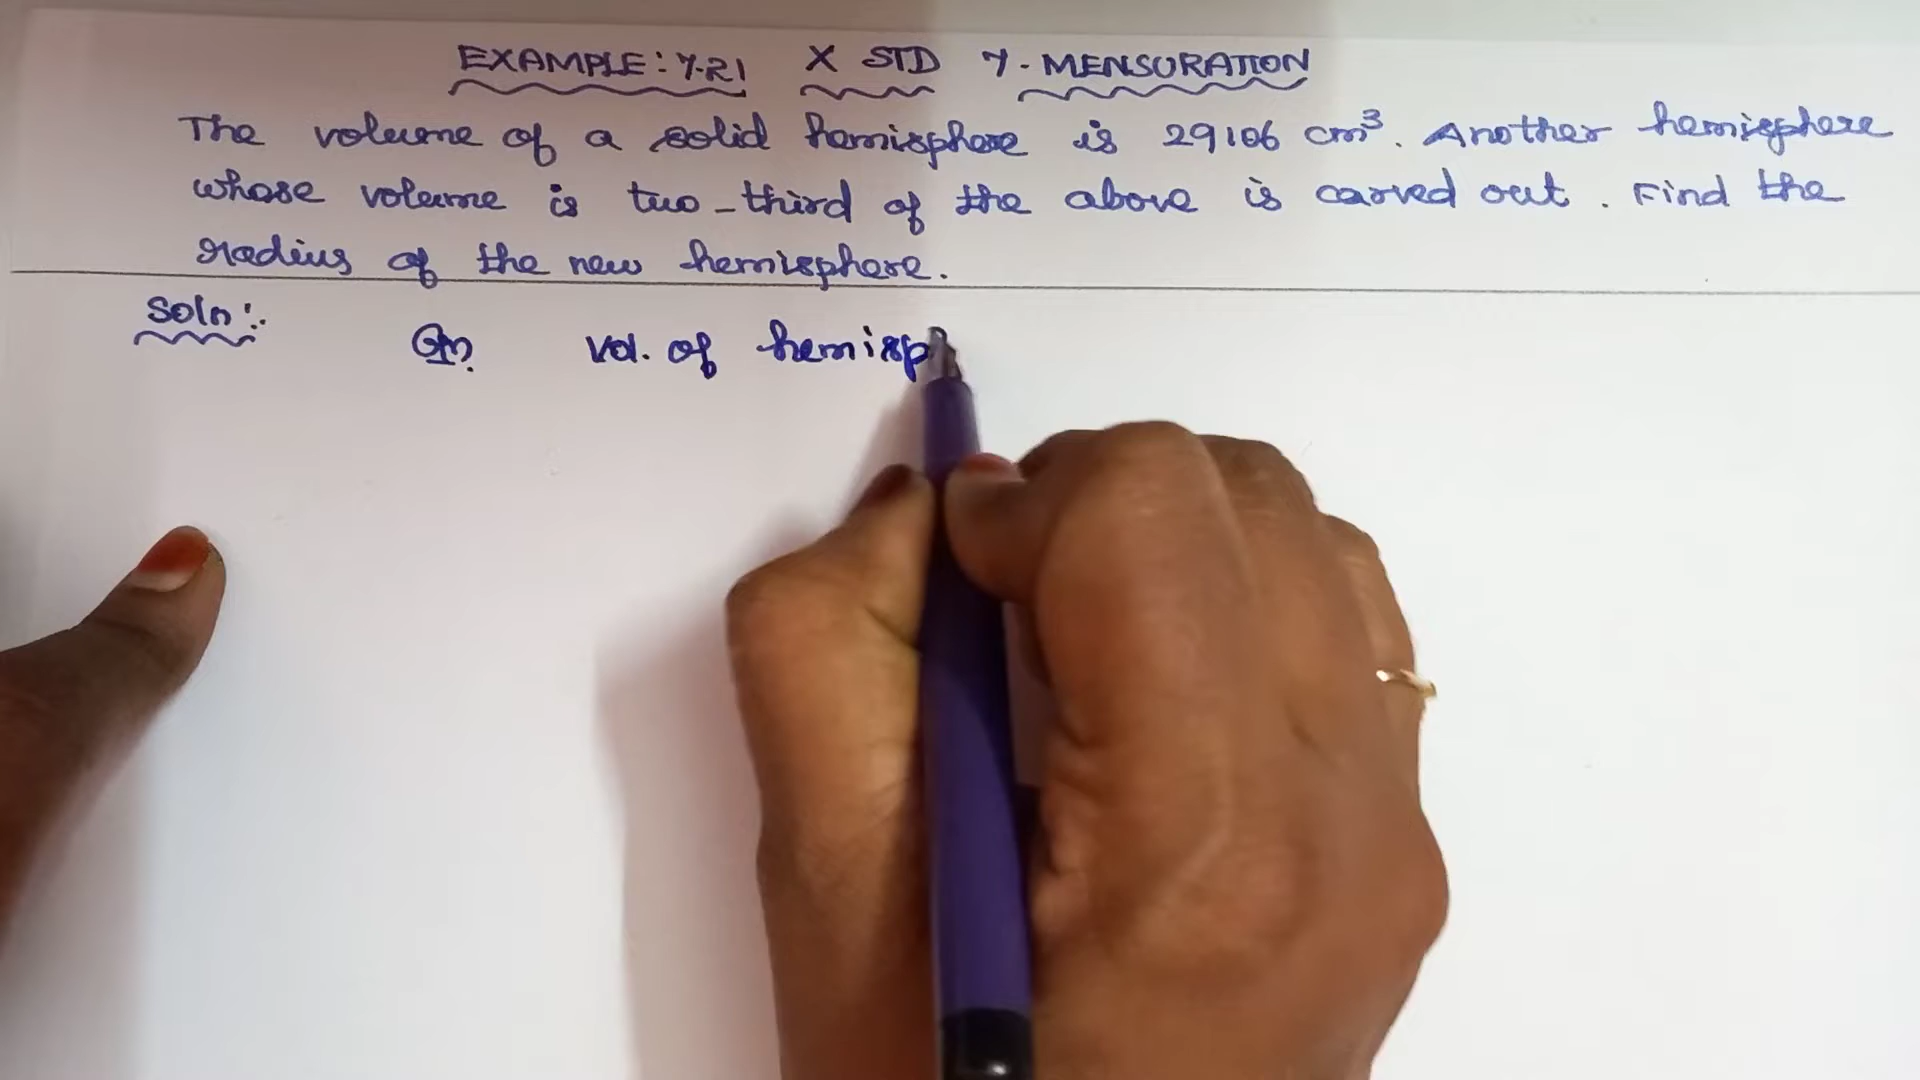 EXAMPLE: 7.21 X STD 7. MENSURATION
The volume of a solid hemisphere is 29106 cm³. Another hemisphere
whose volume is two-third of the above is carved out. Find the
radius of the new hemisphere.
Soln:
Gn. Vol. of hemisp